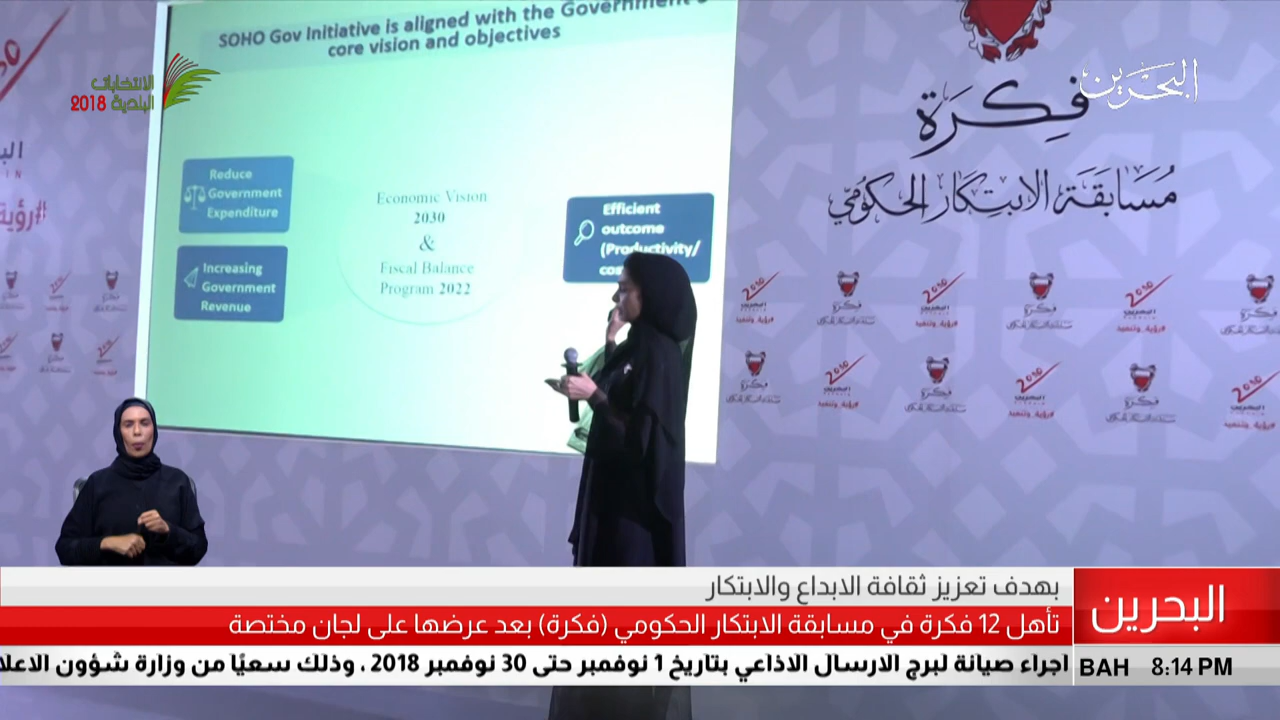 SOHO Gov Initiative is aligned with the Government's
core vision and objectives
الانتخابات
البلدية 2018
البحرين
فكرة
مسابقة الابتكار الحكومي
Reduce
Government
Expenditure
Increasing
Government
Revenue
Economic Vision
2030
&
Fiscal Balance
Program 2022
Efficient
outcome
(Productivity/
#رؤية
بهدف تعزيز ثقافة الابداع والابتكار
تأهل 12 فكرة في مسابقة الابتكار الحكومي (فكرة) بعد عرضها على لجان مختصة
البحرين
اجراء صيانة لبرج الارسال الاذاعي بتاريخ 1 نوفمبر حتى 30 نوفمبر 2018 ، وذلك سعيًا من وزارة شؤون الاعلا
BAH 8:14 PM